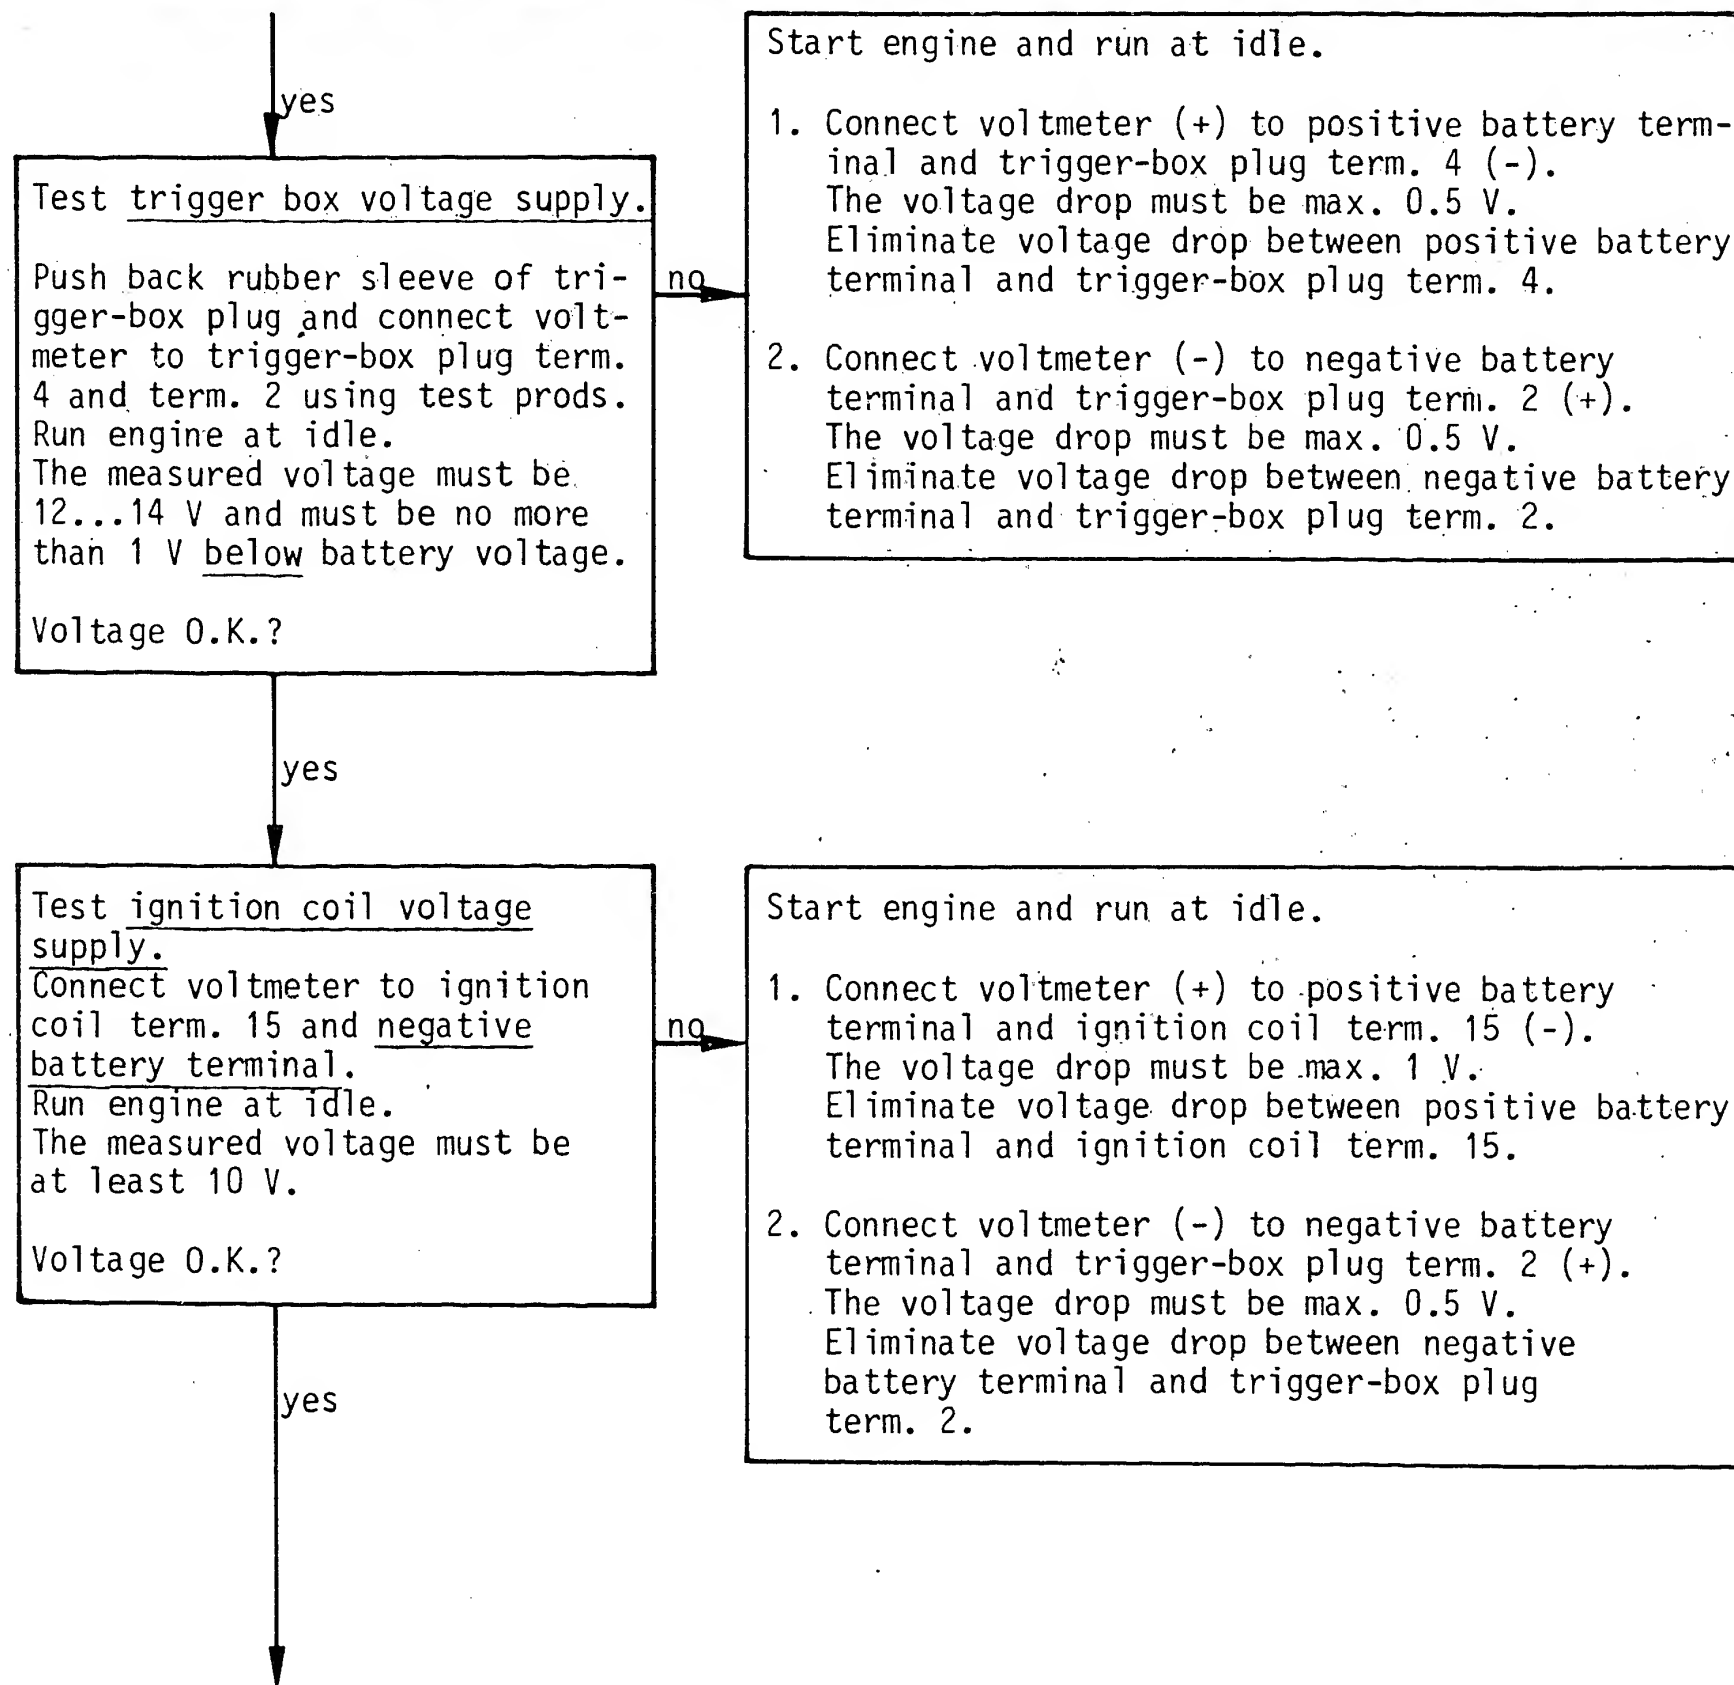 yes
Test trigger box voltage supply.
Push back rubber sleeve of tri-
gger-box plug and connect volt-
meter to trigger-box plug term.
4 and term. 2 using test prods.
Run engine at idle.
The measured voltage must be
12...14 V and must be no more
than 1 V below battery voltage.
Voltage O.K.?
no
Start engine and run at idle.
1. Connect voltmeter (+) to positive battery term-
inal and trigger-box plug term. 4 (-).
The voltage drop must be max. 0.5 V.
Eliminate voltage drop between positive battery
terminal and trigger-box plug term. 4.
2. Connect voltmeter (-) to negative battery
terminal and trigger-box plug term. 2 (+).
The voltage drop must be max. 0.5 V.
Eliminate voltage drop between negative battery
terminal and trigger-box plug term. 2.
yes
Test ignition coil voltage
supply.
Connect voltmeter to ignition
coil term. 15 and negative
battery terminal.
Run engine at idle.
The measured voltage must be
at least 10 V.
Voltage O.K.?
no
Start engine and run at idle.
1. Connect voltmeter (+) to positive battery
terminal and ignition coil term. 15 (-).
The voltage drop must be max. 1 V.
Eliminate voltage drop between positive battery
terminal and ignition coil term. 15.
2. Connect voltmeter (-) to negative battery
terminal and trigger-box plug term. 2 (+).
The voltage drop must be max. 0.5 V.
Eliminate voltage drop between negative
battery terminal and trigger-box plug
term. 2.
yes